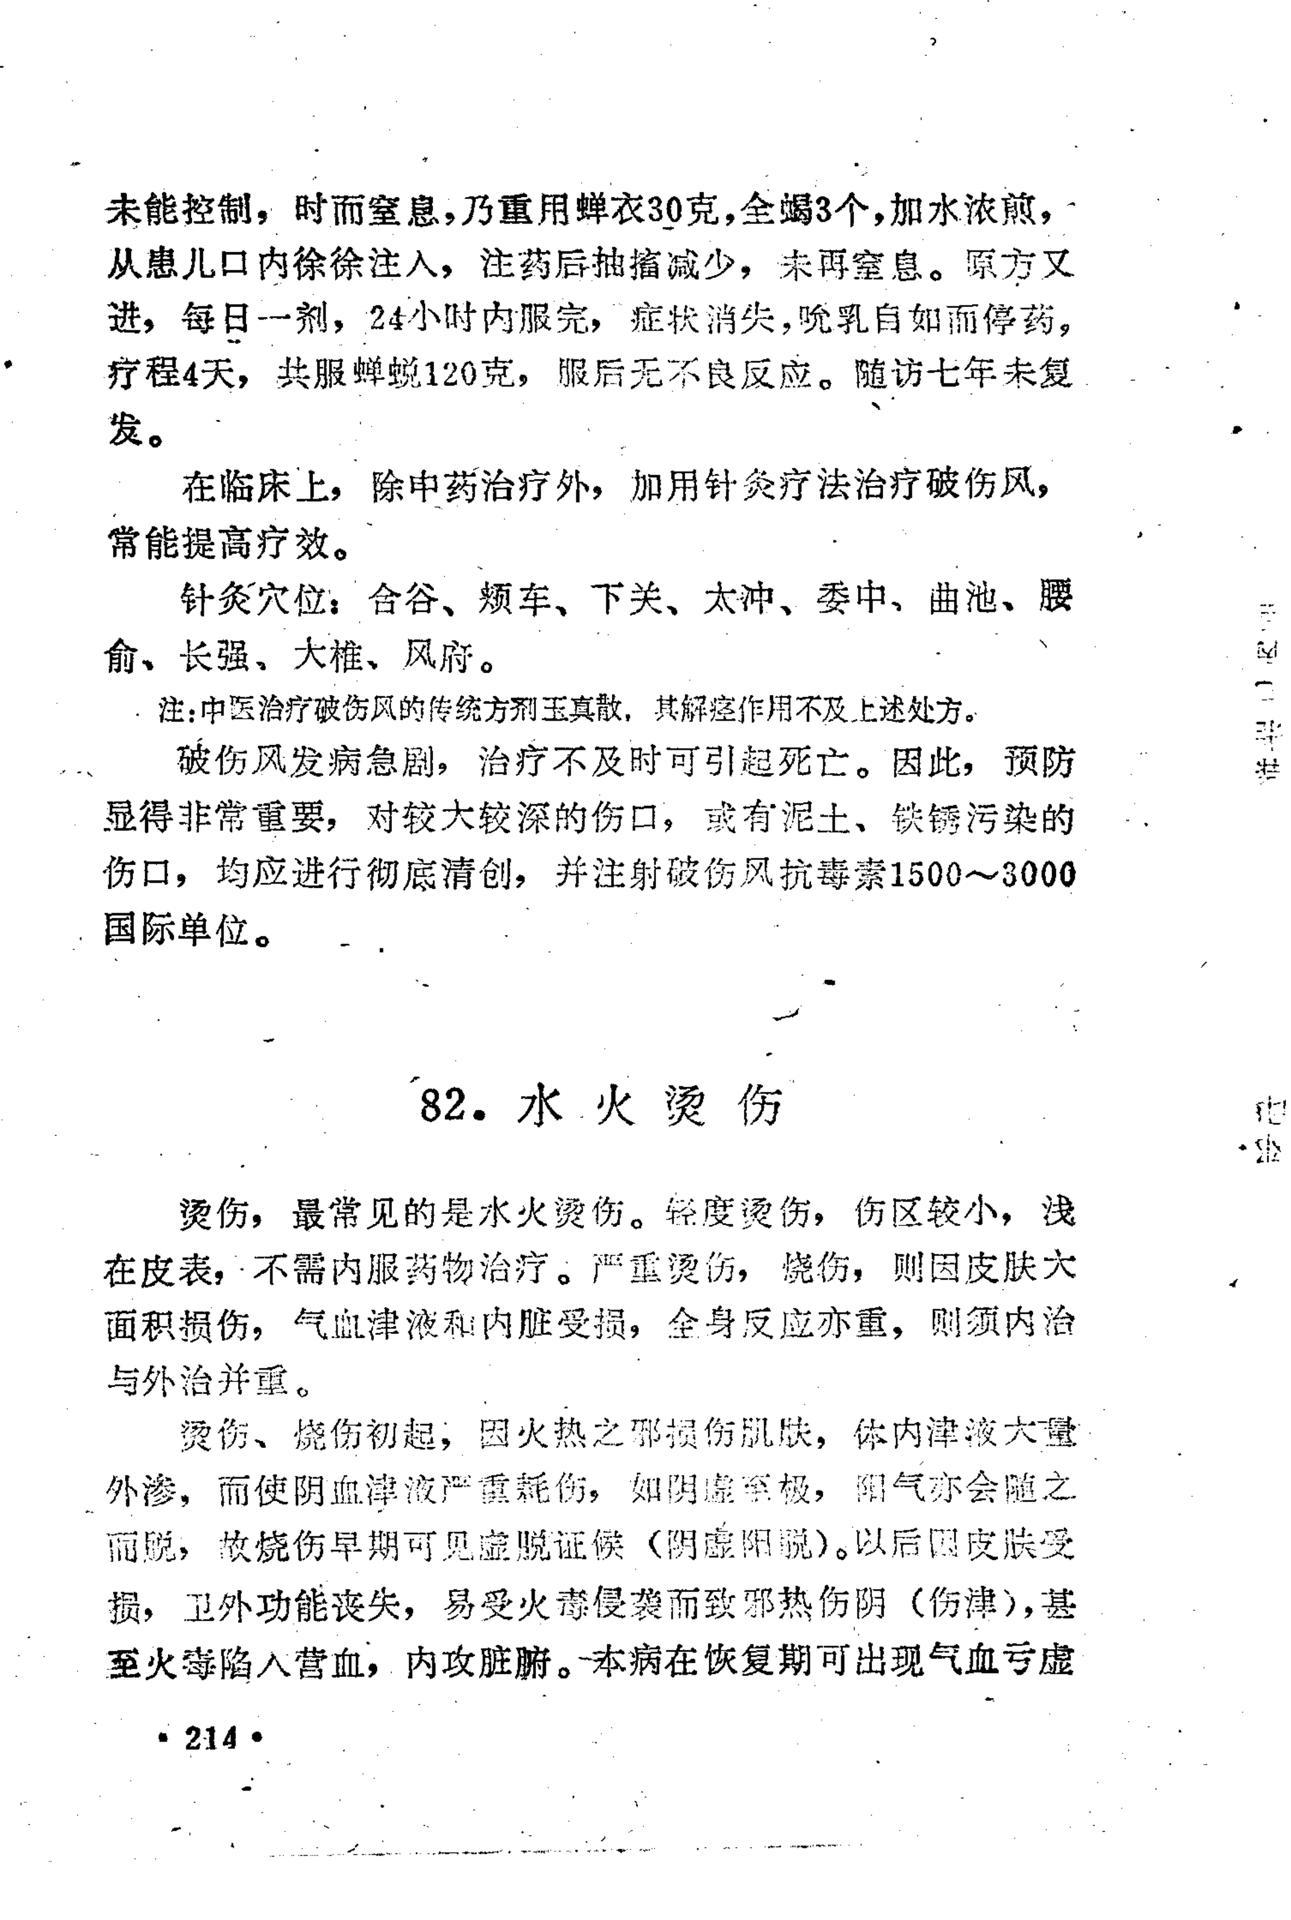 未能控制，时而窒息，乃重用蝉衣30克，全蝎3个，加水浓煎，
从患儿口内徐徐注入，注药后抽搐减少，未再窒息。原方又
进，每日一剂，24小时内服完，症状消失，吮乳自如而停药，
疗程4天，共服蝉蜕120克，服后无不良反应。随访七年未复
发。
在临床上，除中药治疗外，加用针灸疗法治疗破伤风，
常能提高疗效。
针灸穴位：合谷、颊车、下关、太冲、委中、曲池、腰
俞、长强、大椎、风府。
注：中医治疗破伤风的传统方剂玉真散，其解痉作用不及上述处方。
破伤风发病急剧，治疗不及时可引起死亡。因此，预防
显得非常重要，对较大较深的伤口，或有泥土、铁锈污染的
伤口，均应进行彻底清创，并注射破伤风抗毒素1500～3000
国际单位。
82．水火烫伤
烫伤，最常见的是水火烫伤。轻度烫伤，伤区较小，浅
在皮表，不需内服药物治疗。严重烫伤，烧伤，则因皮肤大
面积损伤，气血津液和内脏受损，全身反应亦重，则须内治
与外治并重。
烫伤、烧伤初起，因火热之邪损伤肌肤，体内津液大量
外渗，而使阴血津液严重耗伤，如阴虚至极，阳气亦会随之
而脱，故烧伤早期可见虚脱证候（阴虚阳脱）。以后因皮肤受
损，卫外功能丧失，易受火毒侵袭而致邪热伤阴（伤津），甚
至火毒陷入营血，内攻脏腑。本病在恢复期可出现气血亏虚
·214·